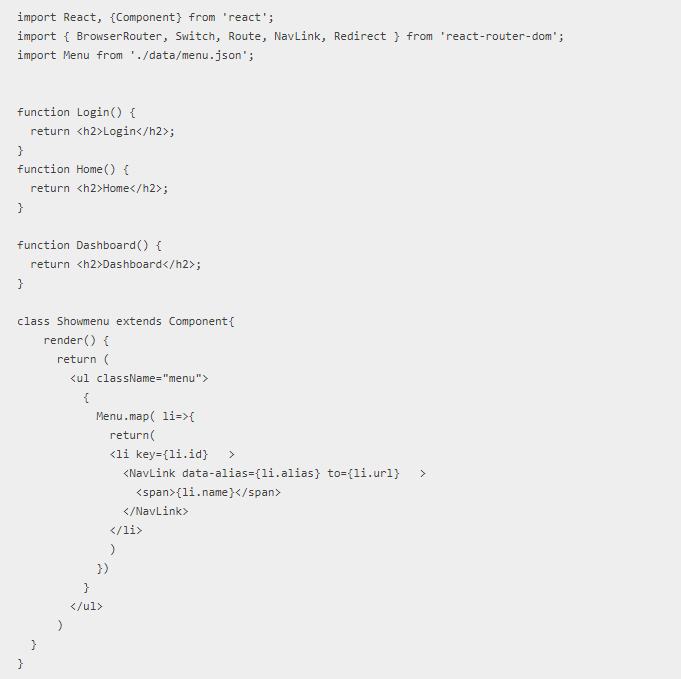 import React, {Component} from 'react';
import { BrowserRouter, Switch, Route, NavLink, Redirect } from 'react-router-dom';
import Menu from './data/menu.json';
function Login() {
return <h2>Login</h2>;
}
function Home() {
return <h2>Home</h2>;
}
function Dashboard() {
return <h2>Dashboard</h2>;
}
class Showmenu extends Component{
render() {
return (
<ul className="menu">
{
Menu.map( li=>{
return(
<li key={li.id}   >
<NavLink data-alias={li.alias} to={li.url}   >
<span>{li.name}</span>
</NavLink>
</li>
)
})
}
</ul>
)
}
}